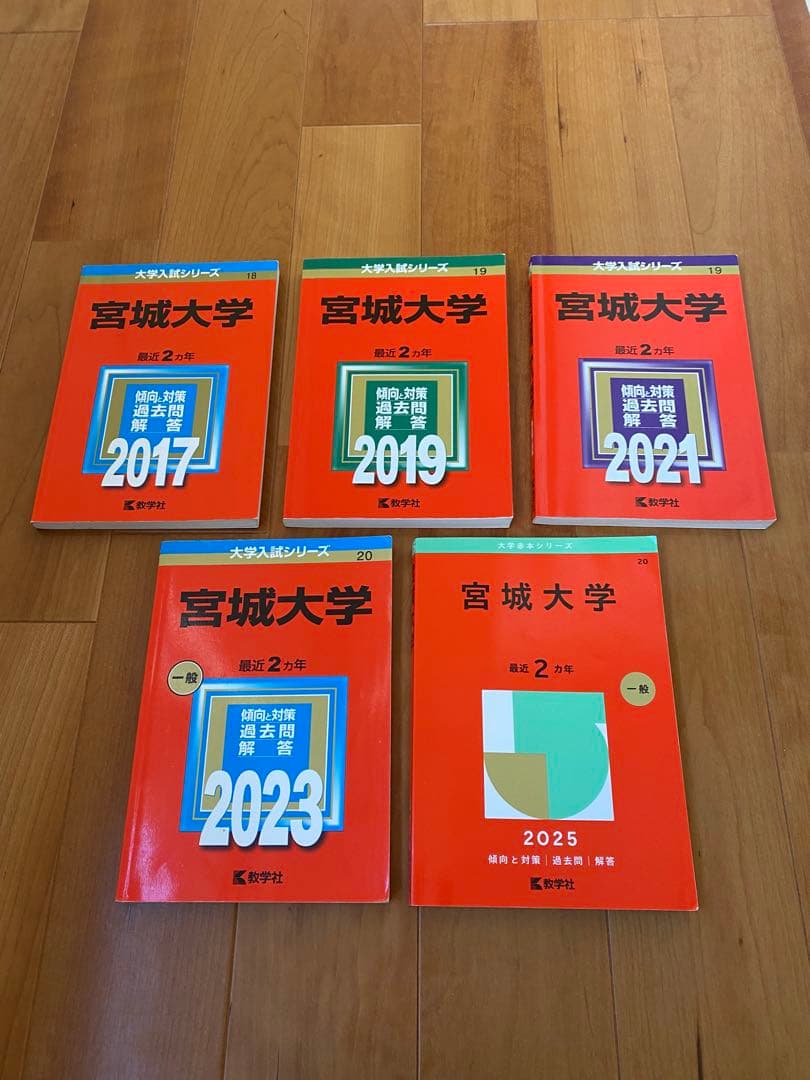 大学入試シリーズ
18
宮城大学
最近2カ年
傾向と対策
過去問
解答
2017
教学社
大学入試シリーズ
19
宮城大学
最近2カ年
傾向と対策
過去問
解答
2019
教学社
大学入試シリーズ
19
宮城大学
最近2カ年
傾向と対策
過去問
解答
2021
教学社
大学入試シリーズ
20
宮城大学
最近2カ年
一般
傾向と対策
過去問
解答
2023
教学社
大学赤本シリーズ
20
宮城大学
最近2カ年
一般
2025
傾向と対策|過去問|解答
教学社